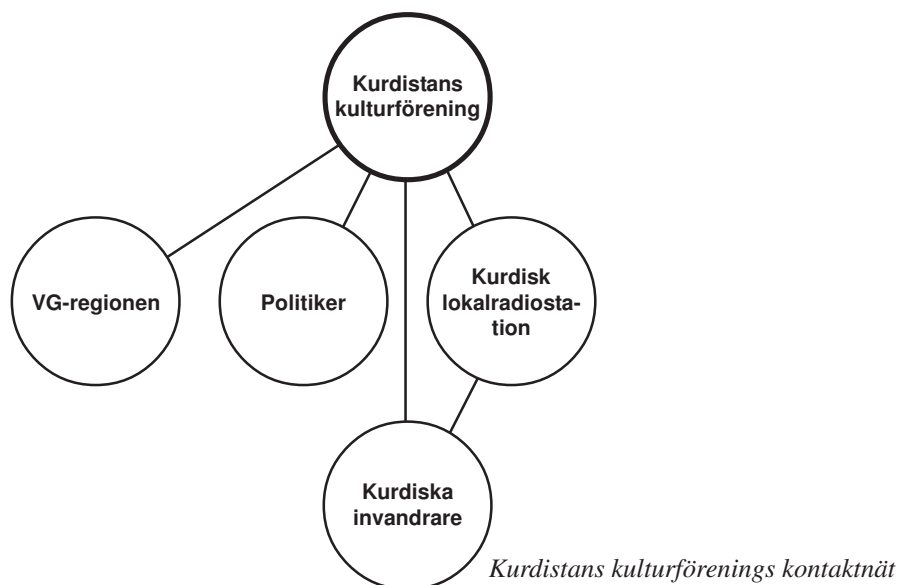 Kurdistans
kulturförening
VG-regionen
Politiker
Kurdisk
lokalradiosta-
tion
Kurdiska
invandrare
Kurdistans kulturförenings kontaktnät